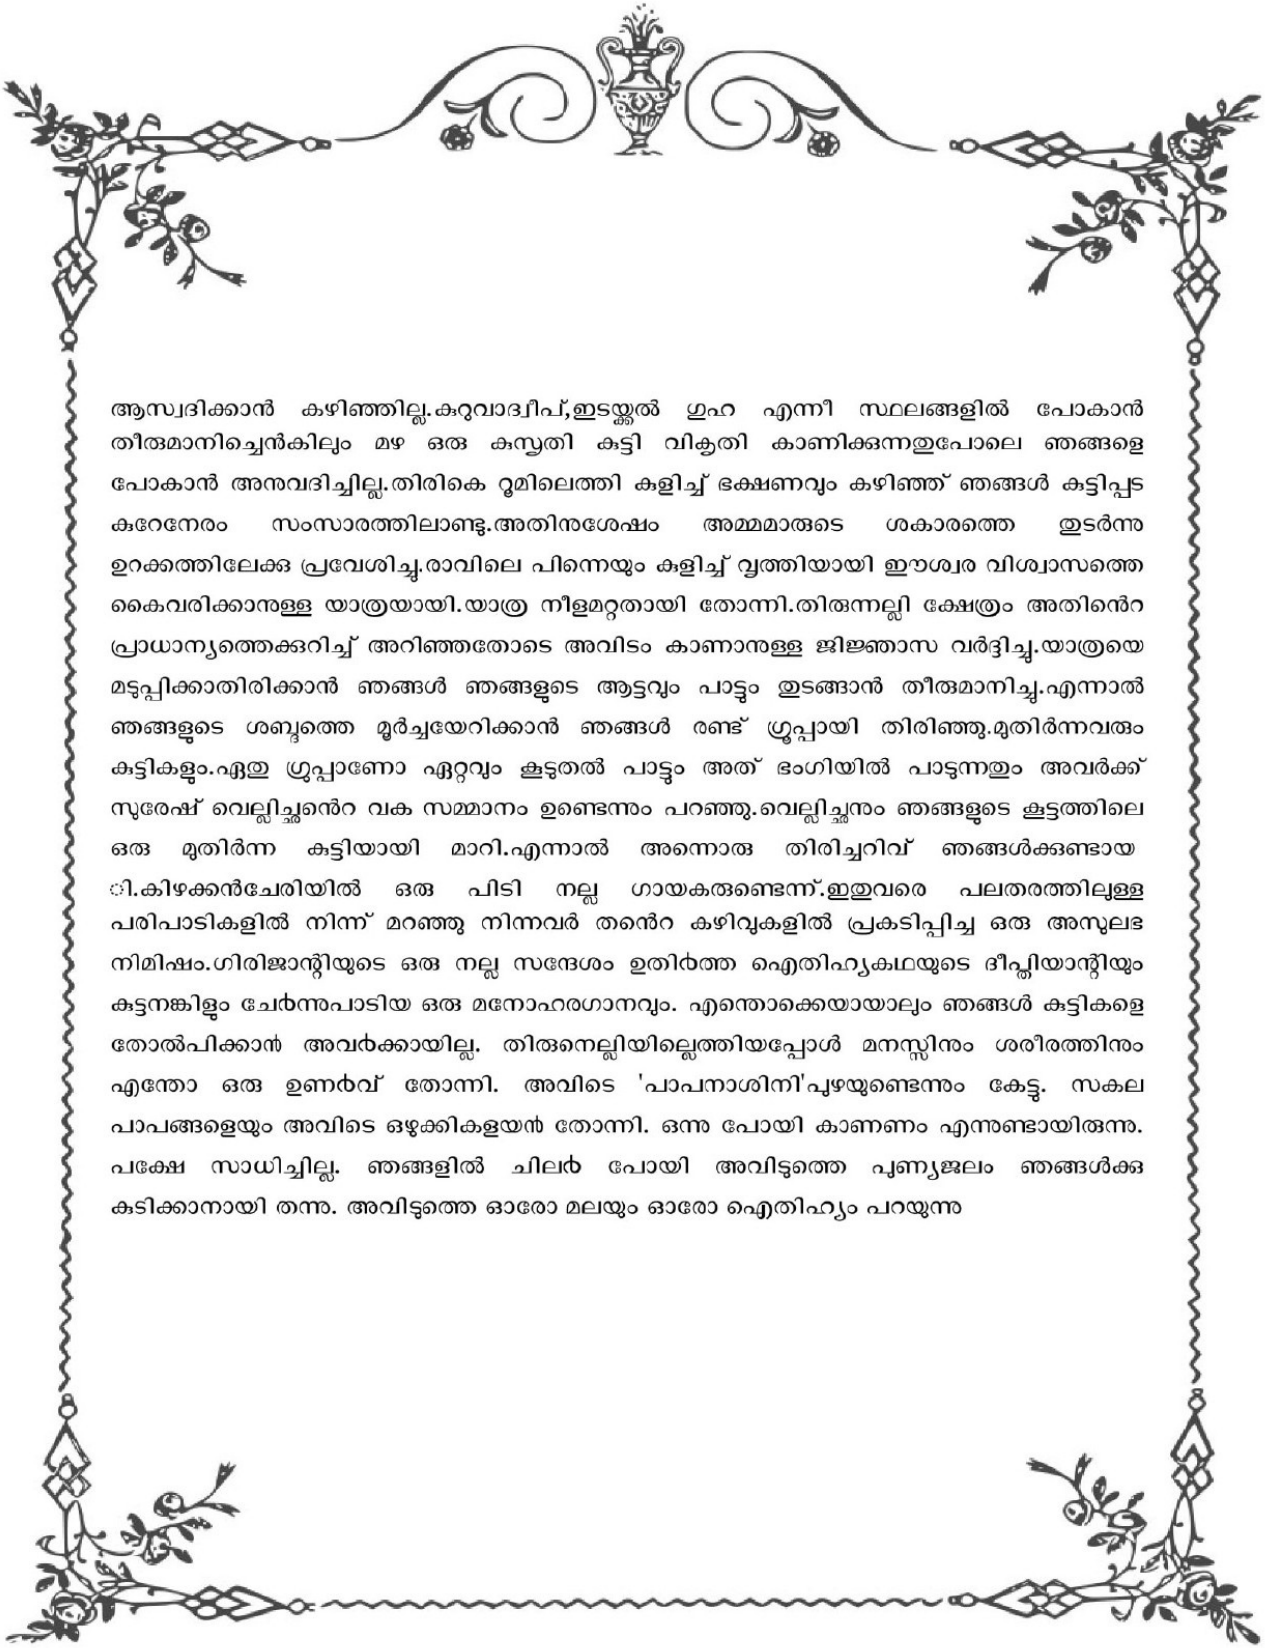 ആസ്വദിക്കാൻ കഴിഞ്ഞില്ല.കുറുവാദ്വീപ്,ഇടയ്ക്കൽ ഗുഹ എന്നീ സ്ഥലങ്ങളിൽ പോകാൻ
തീരുമാനിച്ചെൻകിലും മഴ ഒരു കുസൃതി കുട്ടി വികൃതി കാണിക്കുന്നതുപോലെ ഞങ്ങളെ
പോകാൻ അനുവദിച്ചില്ല.തിരികെ റൂമിലെത്തി കുളിച്ച് ഭക്ഷണവും കഴിഞ്ഞ് ഞങ്ങൾ കുട്ടിപ്പട
കുറേനേരം സംസാരത്തിലാണ്ടു.അതിനുശേഷം അമ്മമാരുടെ ശകാരത്തെ തുടർന്നു
ഉറക്കത്തിലേക്കു പ്രവേശിച്ചു.രാവിലെ പിന്നെയും കുളിച്ച് വൃത്തിയായി ഈശ്വര വിശ്വാസത്തെ
കൈവരിക്കാനുള്ള യാത്രയായി.യാത്ര നീളമറ്റതായി തോന്നി.തിരുന്നല്ലി ക്ഷേത്രം അതിൻെറ
പ്രാധാന്യത്തെക്കുറിച്ച് അറിഞ്ഞതോടെ അവിടം കാണാനുള്ള ജിജ്ഞാസ വർദ്ദിച്ചു.യാത്രയെ
മടുപ്പിക്കാതിരിക്കാൻ ഞങ്ങൾ ഞങ്ങളുടെ ആട്ടവും പാട്ടും തുടങ്ങാൻ തീരുമാനിച്ചു.എന്നാൽ
ഞങ്ങളുടെ ശബ്ദത്തെ മൂർച്ചയേറിക്കാൻ ഞങ്ങൾ രണ്ട് ഗ്രൂപ്പായി തിരിഞ്ഞു.മുതിർന്നവരും
കുട്ടികളും.ഏതു ഗ്രുപ്പാണോ ഏറ്റവും കൂടുതൽ പാട്ടും അത് ഭംഗിയിൽ പാടുന്നതും അവർക്ക്
സുരേഷ് വെല്ലിച്ഛൻെറ വക സമ്മാനം ഉണ്ടെന്നും പറഞ്ഞു.വെല്ലിച്ഛനും ഞങ്ങളുടെ കൂട്ടത്തിലെ
ഒരു മുതിർന്ന കുട്ടിയായി മാറി.എന്നാൽ അന്നൊരു തിരിച്ചറിവ് ഞങ്ങൾക്കുണ്ടായ
ി.കിഴക്കൻചേരിയിൽ ഒരു പിടി നല്ല ഗായകരുണ്ടെന്ന്.ഇതുവരെ പലതരത്തിലുള്ള
പരിപാടികളിൽ നിന്ന് മറഞ്ഞു നിന്നവർ തൻെറ കഴിവുകളിൽ പ്രകടിപ്പിച്ച ഒരു അസുലഭ
നിമിഷം.ഗിരിജാന്റിയുടെ ഒരു നല്ല സന്ദേശം ഉതിർത്ത ഐതിഹ്യകഥയുടെ ദീപ്തിയാന്റിയും
കുട്ടനങ്കിളും ചേർന്നുപാടിയ ഒരു മനോഹരഗാനവും. എന്തൊക്കെയായാലും ഞങ്ങൾ കുട്ടികളെ
തോൽപിക്കാൻ അവർക്കായില്ല. തിരുനെല്ലിയില്ലെത്തിയപ്പോൾ മനസ്സിനും ശരീരത്തിനും
എന്തോ ഒരു ഉണർവ് തോന്നി. അവിടെ 'പാപനാശിനി'പുഴയുണ്ടെന്നും കേട്ടു. സകല
പാപങ്ങളെയും അവിടെ ഒഴുക്കികളയൻ തോന്നി. ഒന്നു പോയി കാണണം എന്നുണ്ടായിരുന്നു.
പക്ഷേ സാധിച്ചില്ല. ഞങ്ങളിൽ ചിലർ പോയി അവിടുത്തെ പുണ്യജലം ഞങ്ങൾക്കു
കുടിക്കാനായി തന്നു. അവിടുത്തെ ഓരോ മലയും ഓരോ ഐതിഹ്യം പറയുന്നു